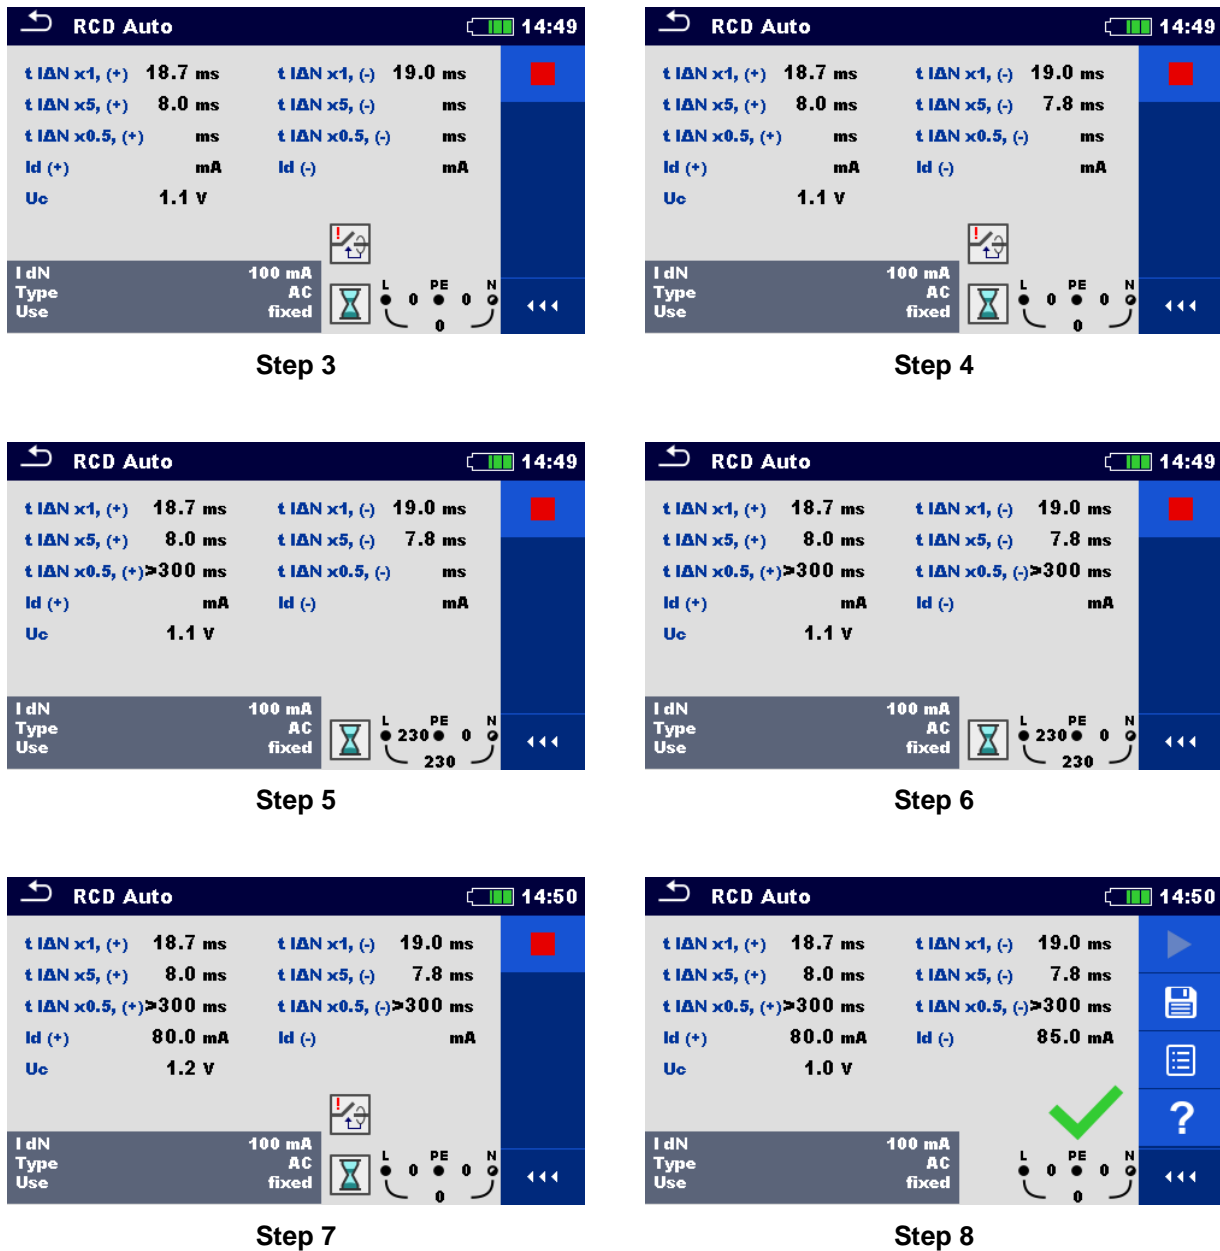 RCD Auto 14:49
t IΔN x1, (+) 18.7 ms t IΔN x1, (-) 19.0 ms
t IΔN x5, (+) 8.0 ms t IΔN x5, (-) ms
t IΔN x0.5, (+) ms t IΔN x0.5, (-) ms
Id (+) mA Id (-) mA
Uc 1.1 V
!
I dN 100 mA
Type AC
Use fixed
L PE N
0 0
0
Step 3
RCD Auto 14:49
t IΔN x1, (+) 18.7 ms t IΔN x1, (-) 19.0 ms
t IΔN x5, (+) 8.0 ms t IΔN x5, (-) 7.8 ms
t IΔN x0.5, (+) ms t IΔN x0.5, (-) ms
Id (+) mA Id (-) mA
Uc 1.1 V
!
I dN 100 mA
Type AC
Use fixed
L PE N
0 0
0
Step 4
RCD Auto 14:49
t IΔN x1, (+) 18.7 ms t IΔN x1, (-) 19.0 ms
t IΔN x5, (+) 8.0 ms t IΔN x5, (-) 7.8 ms
t IΔN x0.5, (+) >300 ms t IΔN x0.5, (-) ms
Id (+) mA Id (-) mA
Uc 1.1 V
I dN 100 mA
Type AC
Use fixed
L PE N
230 0
230
Step 5
RCD Auto 14:49
t IΔN x1, (+) 18.7 ms t IΔN x1, (-) 19.0 ms
t IΔN x5, (+) 8.0 ms t IΔN x5, (-) 7.8 ms
t IΔN x0.5, (+) >300 ms t IΔN x0.5, (-) >300 ms
Id (+) mA Id (-) mA
Uc 1.1 V
I dN 100 mA
Type AC
Use fixed
L PE N
230 0
230
Step 6
RCD Auto 14:50
t IΔN x1, (+) 18.7 ms t IΔN x1, (-) 19.0 ms
t IΔN x5, (+) 8.0 ms t IΔN x5, (-) 7.8 ms
t IΔN x0.5, (+) >300 ms t IΔN x0.5, (-) >300 ms
Id (+) 80.0 mA Id (-) mA
Uc 1.2 V
!
I dN 100 mA
Type AC
Use fixed
L PE N
0 0
0
Step 7
RCD Auto 14:50
t IΔN x1, (+) 18.7 ms t IΔN x1, (-) 19.0 ms
t IΔN x5, (+) 8.0 ms t IΔN x5, (-) 7.8 ms
t IΔN x0.5, (+) >300 ms t IΔN x0.5, (-) >300 ms
Id (+) 80.0 mA Id (-) 85.0 mA
Uc 1.0 V
?
I dN 100 mA
Type AC
Use fixed
L PE N
0 0
0
Step 8